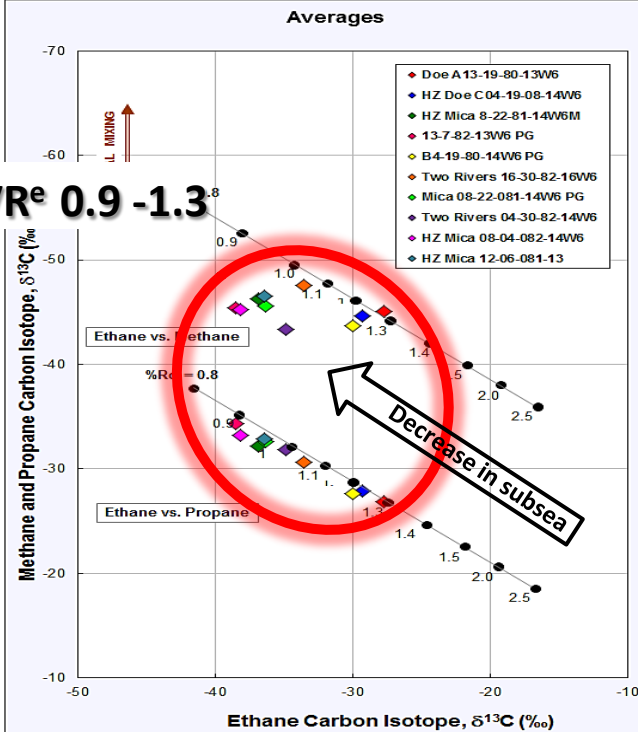 Averages
-70
-60
-50
-40
-30
-20
-10
Methane and Propane Carbon Isotope, δ¹³C (‰
MIXING
Rᵉ 0.9 -1.3
Doe A13-19-80-13W6
HZ Doe C04-19-08-14W6
HZ Mica 8-22-81-14W6M
13-7-82-13W6 PG
B4-19-80-14W6 PG
Two Rivers 16-30-82-16W6
Mica 08-22-081-14W6 PG
Two Rivers 04-30-82-14W6
HZ Mica 08-04-082-14W6
HZ Mica 12-06-081-13
0.9
1.0
1.1
1.3
1.4
2.0
2.5
Ethane vs. Methane
%Ro = 0.8
0.9
1.1
1.3
1.4
1.5
2.0
2.5
Ethane vs. Propane
Decrease in subsea
-50
-40
-30
-20
-10
Ethane Carbon Isotope, δ¹³C (‰)